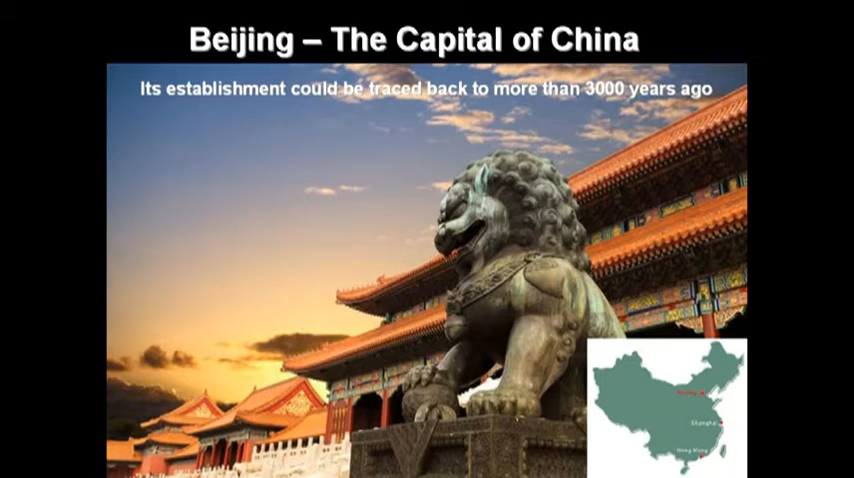 Beijing – The Capital of China
Its establishment could be traced back to more than 3000 years ago
Beijing
Shanghai
Hong Kong